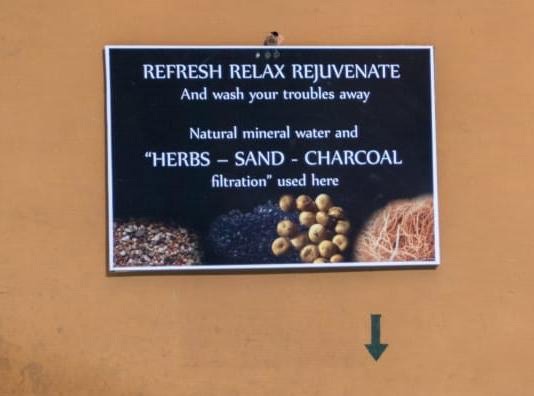 REFRESH RELAX REJUVENATE
And wash your troubles away
Natural mineral water and
“HERBS – SAND - CHARCOAL
filtration” used here